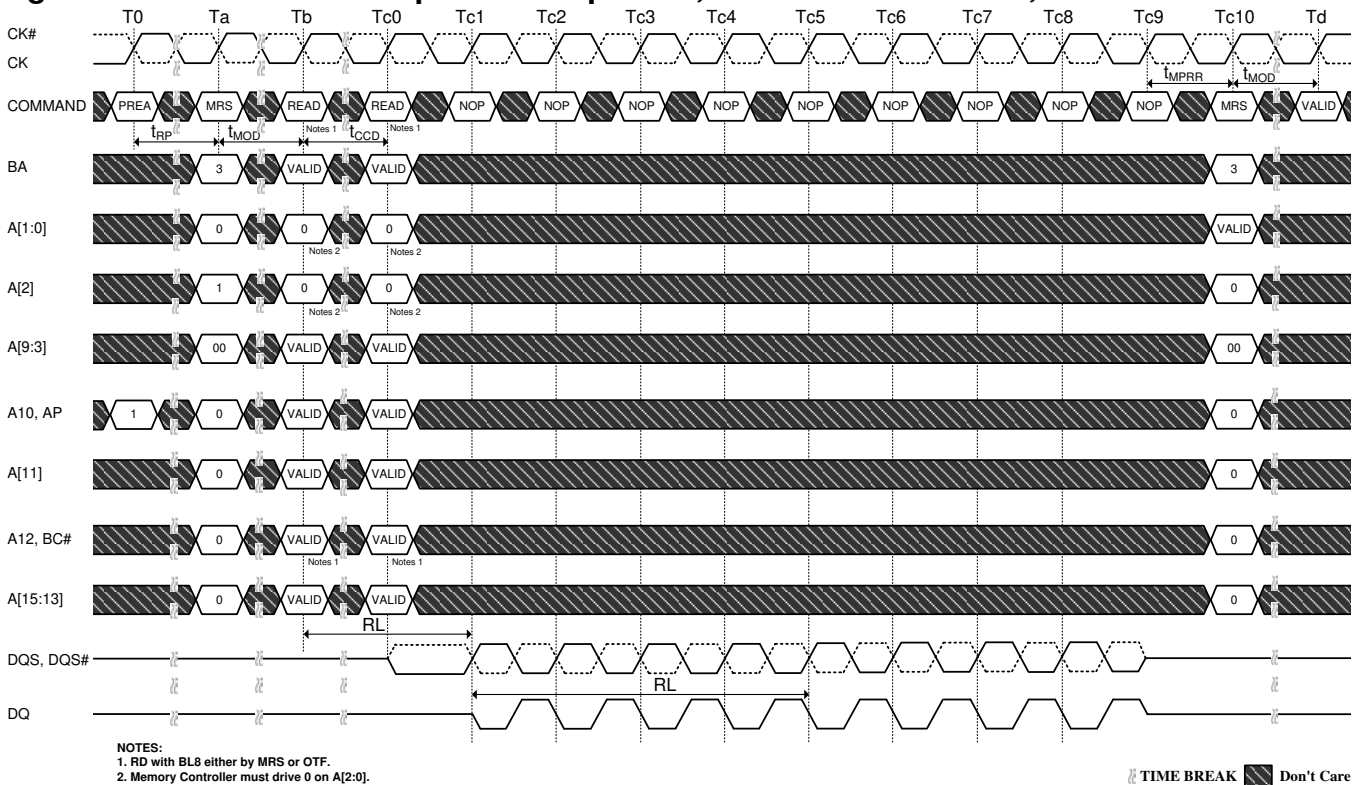 T0 Ta Tb Tc0 Tc1 Tc2 Tc3 Tc4 Tc5 Tc6 Tc7 Tc8 Tc9 Tc10 Td
CK#
CK
tMPRR tMOD
COMMAND PREA MRS READ READ NOP NOP NOP NOP NOP NOP NOP NOP NOP MRS VALID
Notes 1 Notes 1
tRP tMOD tCCD
BA 3 VALID VALID 3
A[1:0] 0 0 0 VALID
Notes 2 Notes 2
A[2] 1 0 0 0
Notes 2 Notes 2
A[9:3] 00 VALID VALID 00
A10, AP 1 0 VALID VALID 0
A[11] 0 VALID VALID 0
A12, BC# 0 VALID VALID 0
Notes 1 Notes 1
A[15:13] 0 VALID VALID 0
RL
DQS, DQS#
RL
DQ
NOTES:
1. RD with BL8 either by MRS or OTF.
2. Memory Controller must drive 0 on A[2:0].
TIME BREAK Don't Care